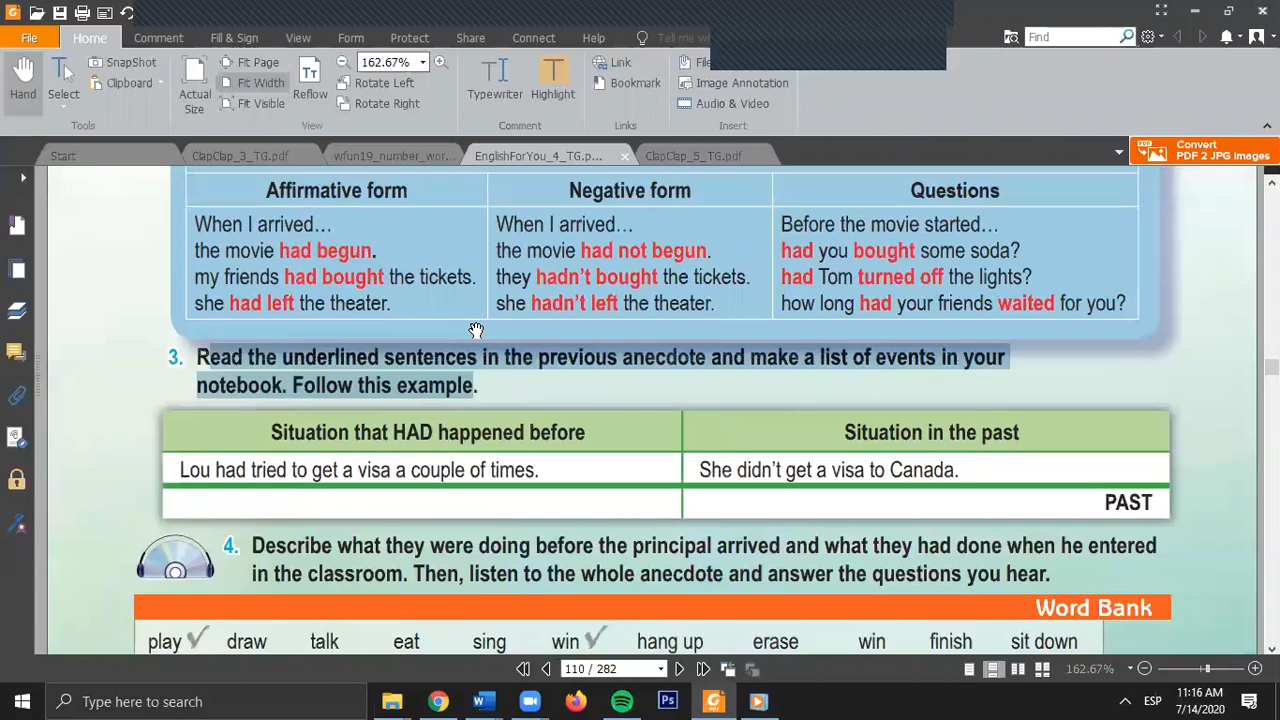 File Home Comment Fill & Sign View Form Protect Share Connect Help Tell me w Find
Hand Select SnapShot Clipboard Actual Size Fit Page Fit Width Fit Visible Reflow 162.67% Rotate Left Rotate Right Typewriter Highlight Link Bookmark File Image Annotation Audio & Video
Tools View Comment Links Insert
Start ClapClap_3_TG.pdf wfun19_number_wor... EnglishForYou_4_TG.p... ClapClap_5_TG.pdf Convert
PDF 2 JPG Images
Affirmative form Negative form Questions
When I arrived… When I arrived… Before the movie started…
the movie had begun. the movie had not begun. had you bought some soda?
my friends had bought the tickets. they hadn't bought the tickets. had Tom turned off the lights?
she had left the theater. she hadn't left the theater. how long had your friends waited for you?
3. Read the underlined sentences in the previous anecdote and make a list of events in your
notebook. Follow this example.
Situation that HAD happened before Situation in the past
Lou had tried to get a visa a couple of times. She didn't get a visa to Canada.
PAST
4. Describe what they were doing before the principal arrived and what they had done when he entered
in the classroom. Then, listen to the whole anecdote and answer the questions you hear.
Word Bank
play draw talk eat sing win hang up erase win finish sit down
110 / 282 162.67%
Type here to search ESP 11:16 AM
7/14/2020